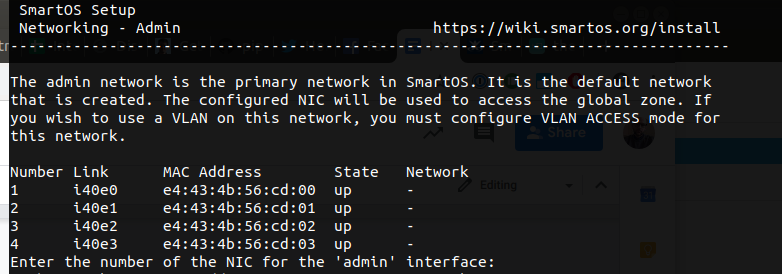 SmartOS Setup
Networking - Admin https://wiki.smartos.org/install
--------------------------------------------------------------------------------
The admin network is the primary network in SmartOS. It is the default network
that is created. The configured NIC will be used to access the global zone. If
you wish to use a VLAN on this network, you must configure VLAN ACCESS mode for
this network.
Share
Number Link MAC Address State Network
1 i40e0 e4:43:4b:56:cd:00 up -
Editing
2 i40e1 e4:43:4b:56:cd:01 up -
3 i40e2 e4:43:4b:56:cd:02 up -
4 i40e3 e4:43:4b:56:cd:03 up -
Enter the number of the NIC for the 'admin' interface: